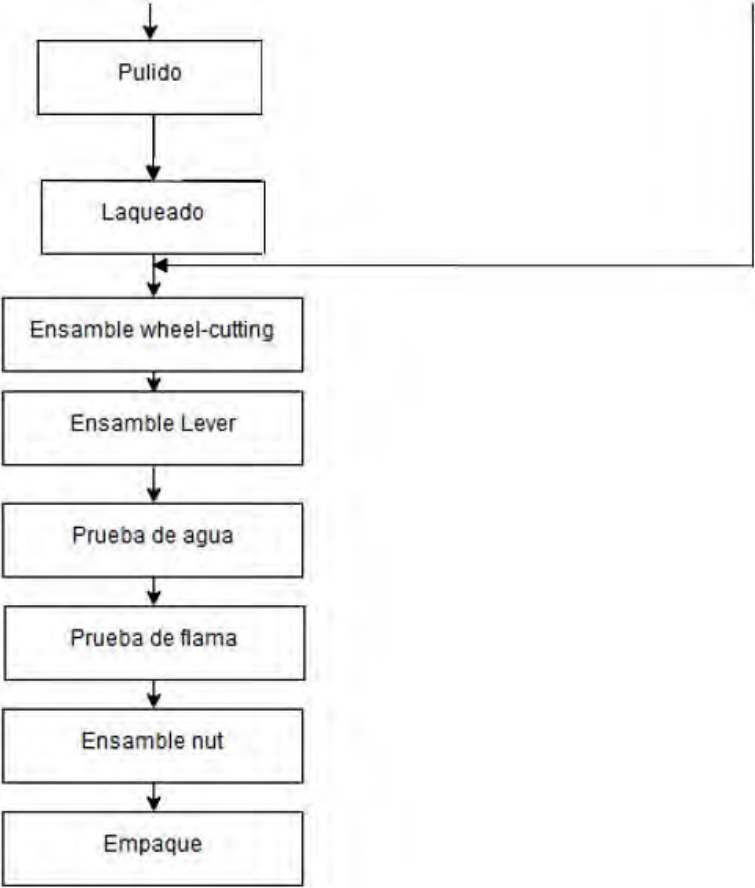 Pulido
Laqueado
Ensamble wheel-cutting
Ensamble Lever
Prueba de agua
Prueba de flama
Ensamble nut
Empaque